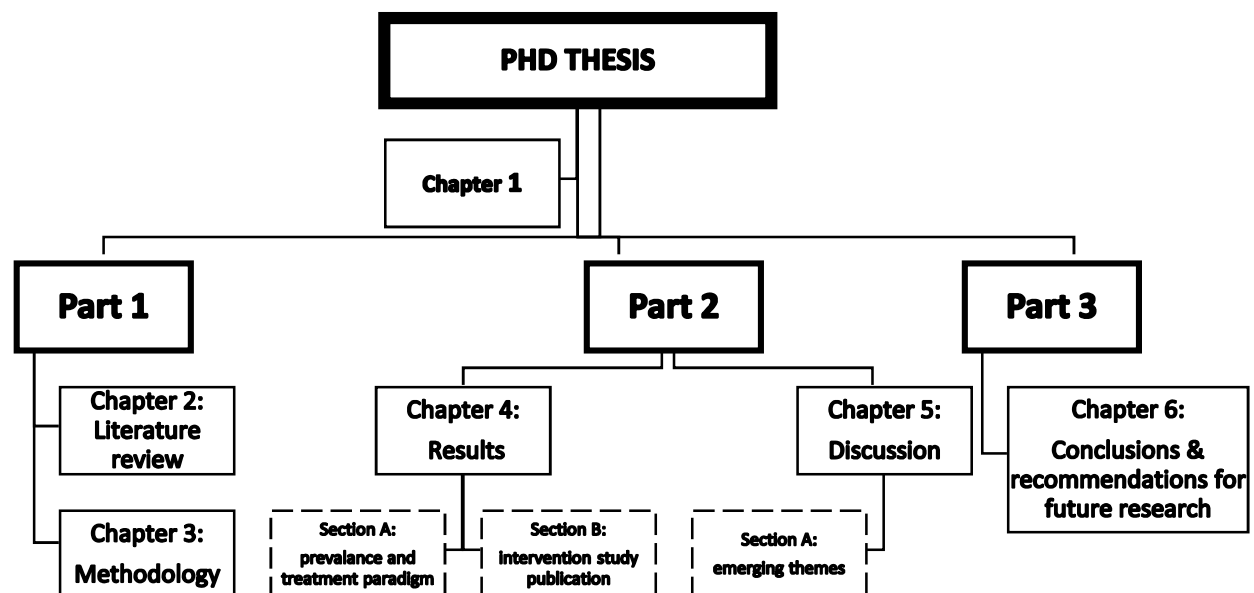 PHD THESIS
Chapter 1
Part 1
Part 2
Part 3
Chapter 2:
Literature
review
Chapter 3:
Methodology
Chapter 4:
Results
Section A:
prevalance and
treatment paradigm
Section B:
intervention study
publication
Chapter 5:
Discussion
Section A:
emerging themes
Chapter 6:
Conclusions &
recommendations for
future research